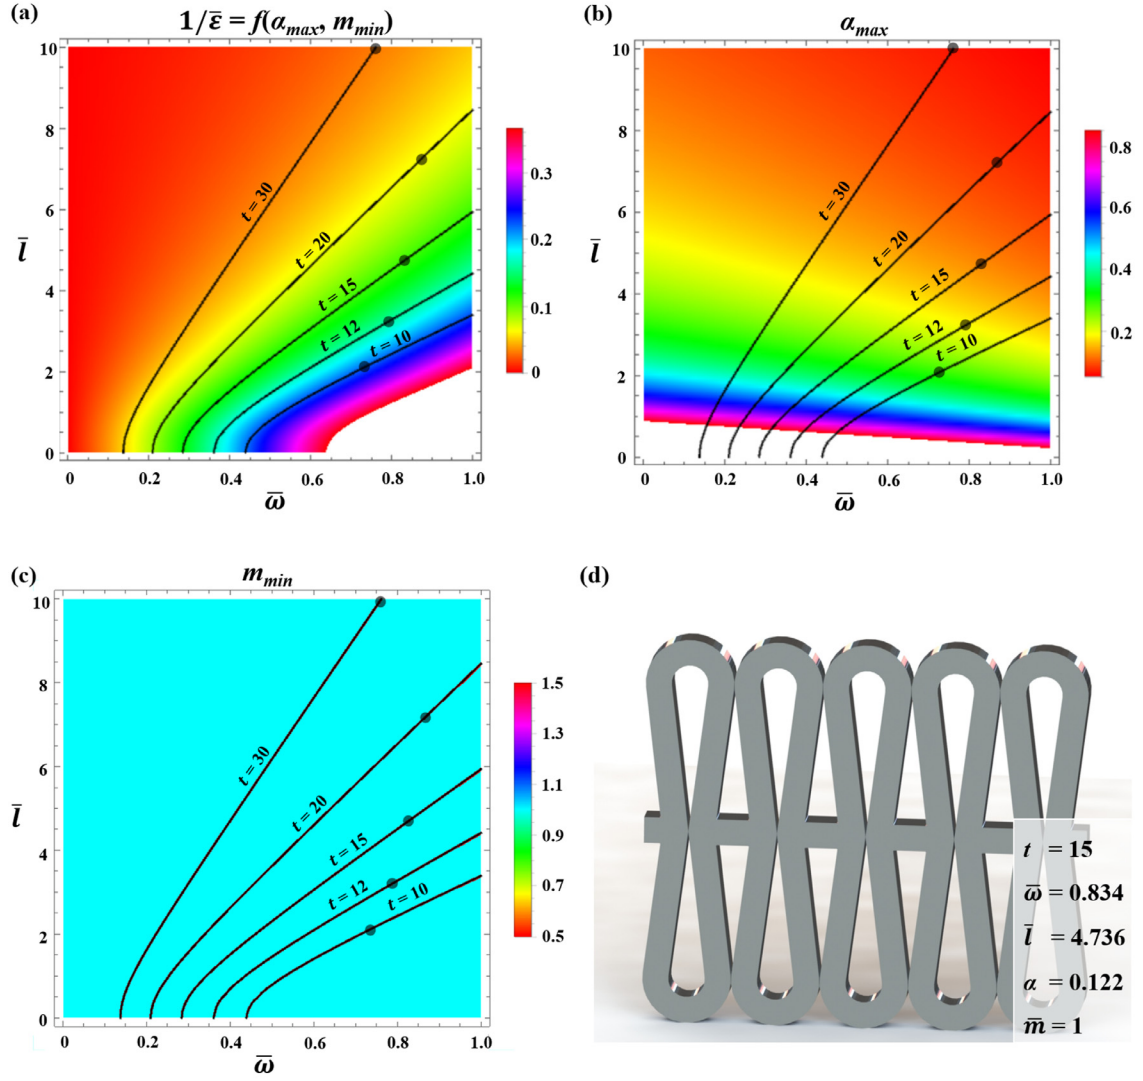 (a)
1/ε̅ = f(α_max, m_min)
10
8
6
4
2
0
l̅
t = 30
t = 20
t = 15
t = 12
t = 10
0 0.2 0.4 0.6 0.8 1.0
ω̅
0.3
0.2
0.1
0
(b)
α_max
10
8
6
4
2
0
l̅
t = 30
t = 20
t = 15
t = 12
t = 10
0 0.2 0.4 0.6 0.8 1.0
ω̅
0.8
0.6
0.4
0.2
(c)
m_min
10
8
6
4
2
0
l̅
t = 30
t = 20
t = 15
t = 12
t = 10
0 0.2 0.4 0.6 0.8 1.0
ω̅
1.5
1.3
1.1
0.9
0.7
0.5
(d)
t = 15
ω̅ = 0.834
l̅ = 4.736
α = 0.122
m̅ = 1